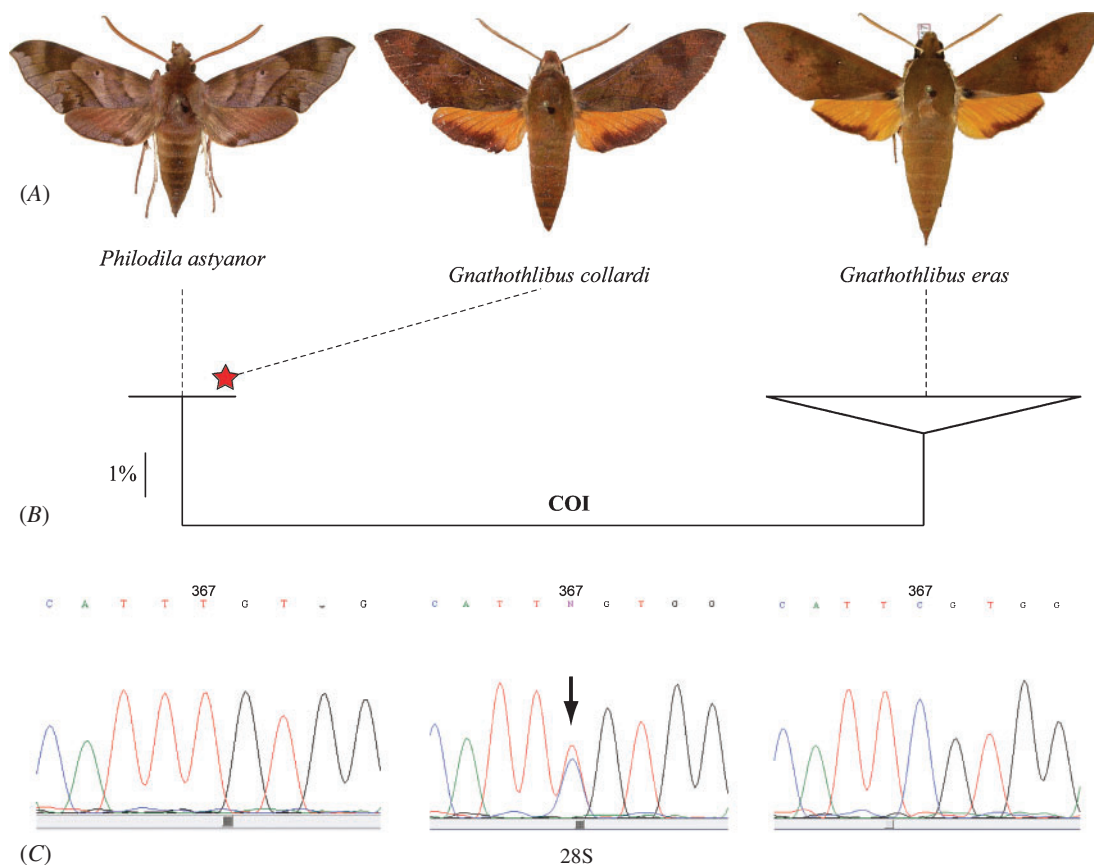 (A)
Philodila astyanor
Gnathothlibus collardi
Gnathothlibus eras
1%
COI
(B)
367
C A T T T G T G
367
C A T T N G T G G
367
C A T T C G T G G
(C)
28S